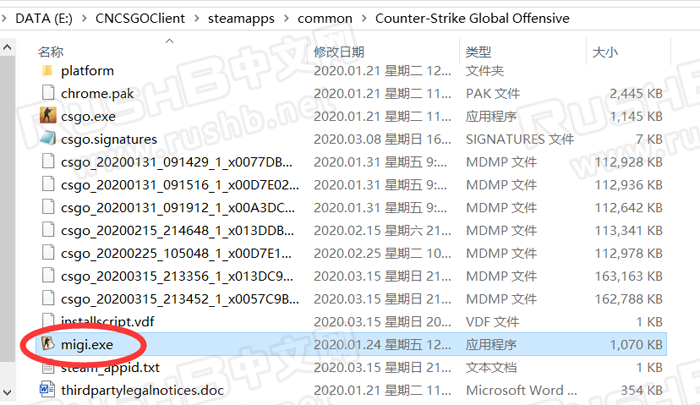 DATA (E:) > CNCSGOClient > steamapps > common > Counter-Strike Global Offensive
名称 修改日期 类型 大小
platform 2020.01.21 星期二 12... 文件夹
chrome.pak 2020.01.21 星期二 12... PAK 文件 2,445 KB
csgo.exe 2020.01.21 星期二 12... 应用程序 1,145 KB
csgo.signatures 2020.03.08 星期日 16... SIGNATURES 文件 7 KB
csgo_20200131_091429_1_x0077DB... 2020.01.31 星期五 9:... MDMP 文件 112,928 KB
csgo_20200131_091516_1_x00D7E02... 2020.01.31 星期五 9:... MDMP 文件 112,936 KB
csgo_20200131_091912_1_x00A3DC... 2020.01.31 星期五 9:... MDMP 文件 112,642 KB
csgo_20200215_214648_1_x013DDB... 2020.02.15 星期六 21... MDMP 文件 113,341 KB
csgo_20200225_105048_1_x00D7E1... 2020.02.25 星期二 10... MDMP 文件 112,978 KB
csgo_20200315_213356_1_x013DC9... 2020.03.15 星期日 21... MDMP 文件 163,163 KB
csgo_20200315_213452_1_x0057C9B... 2020.03.15 星期日 21... MDMP 文件 162,788 KB
installscript.vdf 2020.03.15 星期日 20... VDF 文件 1 KB
migi.exe 2020.01.24 星期五 12... 应用程序 1,070 KB
steam_appid.txt 2020.03.15 星期日 21... 文本文档 1 KB
thirdpartylegalnotices.doc 2020.01.21 星期二 12... Microsoft Word ... 354 KB
RUSHB中文网
www.rushb.net